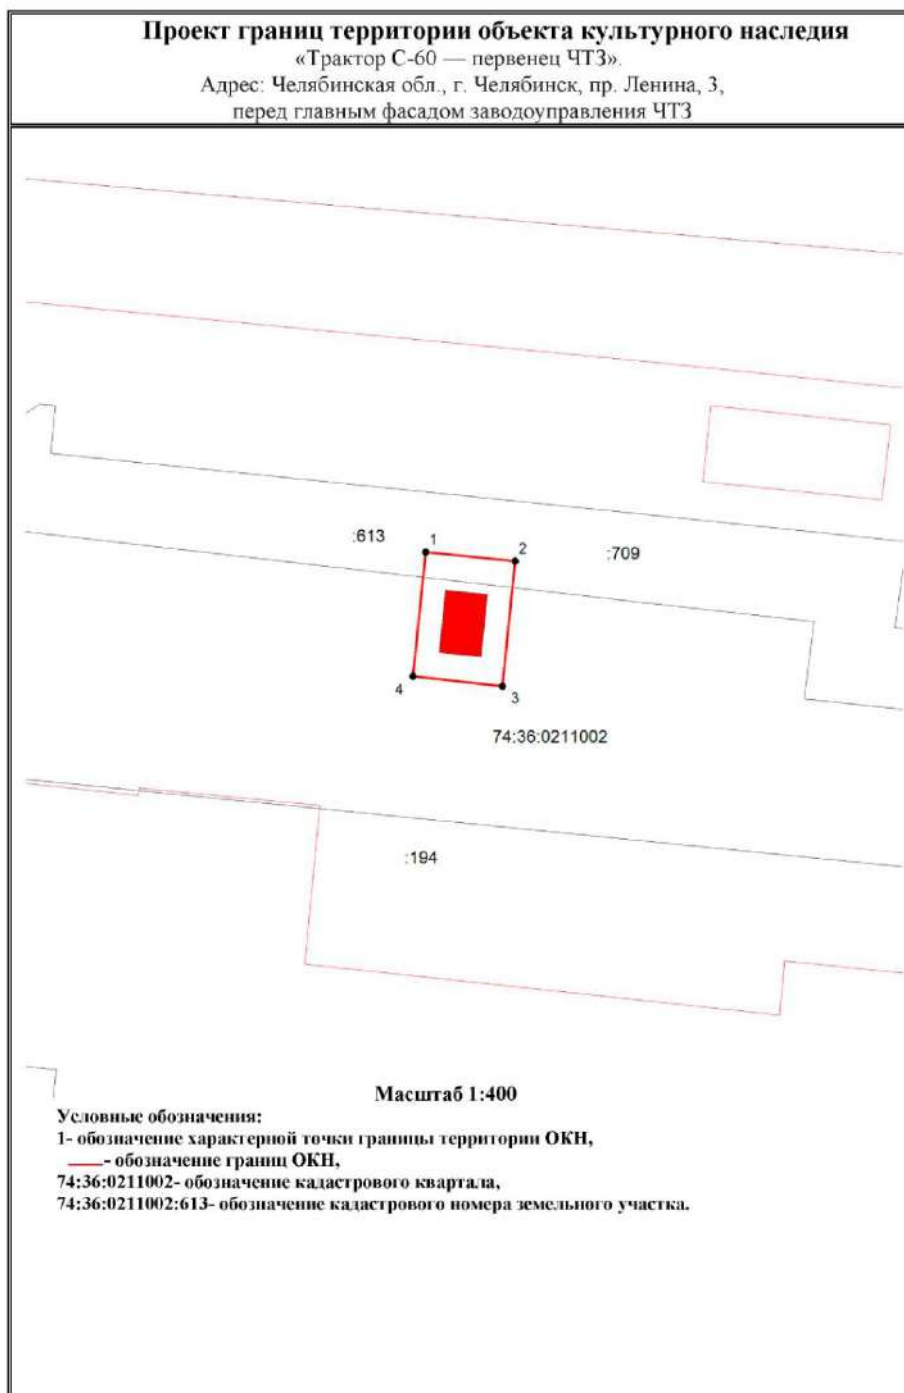 Проект границ территории объекта культурного наследия
«Трактор С-60 — первенец ЧТЗ».
Адрес: Челябинская обл., г. Челябинск, пр. Ленина, 3,
перед главным фасадом заводоуправления ЧТЗ
:613
1
2
:709
4
3
74:36:0211002
:194
Масштаб 1:400
Условные обозначения:
1- обозначение характерной точки границы территории ОКН,
- обозначение границ ОКН,
74:36:0211002- обозначение кадастрового квартала,
74:36:0211002:613- обозначение кадастрового номера земельного участка.